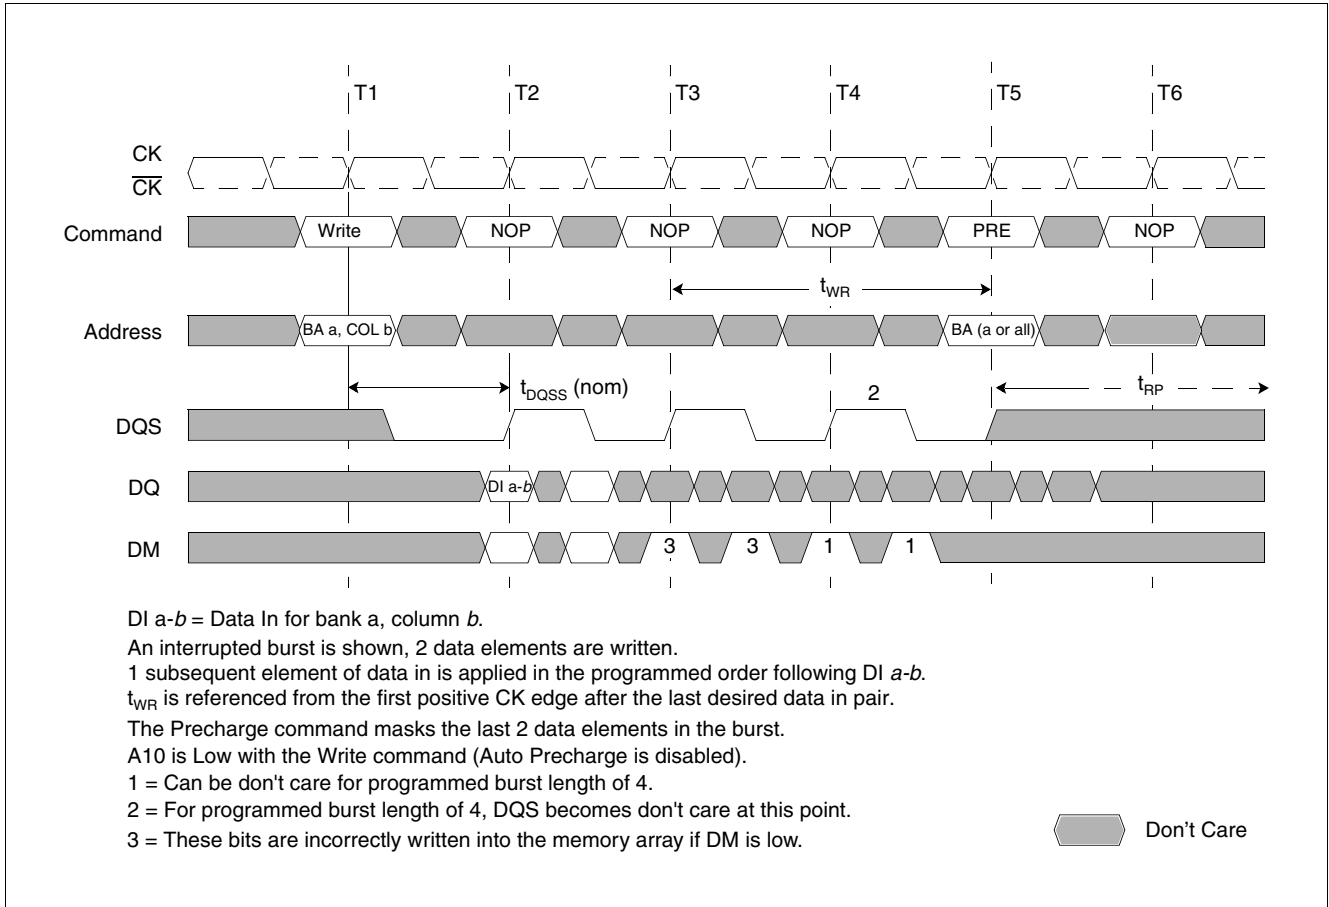 T1 T2 T3 T4 T5 T6
CK
CK
Command Write NOP NOP NOP PRE NOP
tWR
Address BA a, COL b BA (a or all)
tDQSS (nom) 2 tRP
DQS
DQ DI a-b
DM 3 3 1 1
DI a-b = Data In for bank a, column b.
An interrupted burst is shown, 2 data elements are written.
1 subsequent element of data in is applied in the programmed order following DI a-b.
tWR is referenced from the first positive CK edge after the last desired data in pair.
The Precharge command masks the last 2 data elements in the burst.
A10 is Low with the Write command (Auto Precharge is disabled).
1 = Can be don't care for programmed burst length of 4.
2 = For programmed burst length of 4, DQS becomes don't care at this point.
3 = These bits are incorrectly written into the memory array if DM is low.
Don't Care